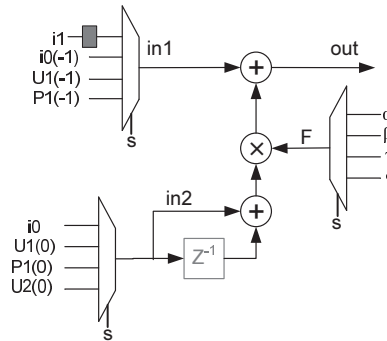 i1
i0(-1)
U1(-1)
P1(-1)
s
in1
out
+
×
F
s
i0
U1(0)
P1(0)
U2(0)
s
in2
+
Z⁻¹